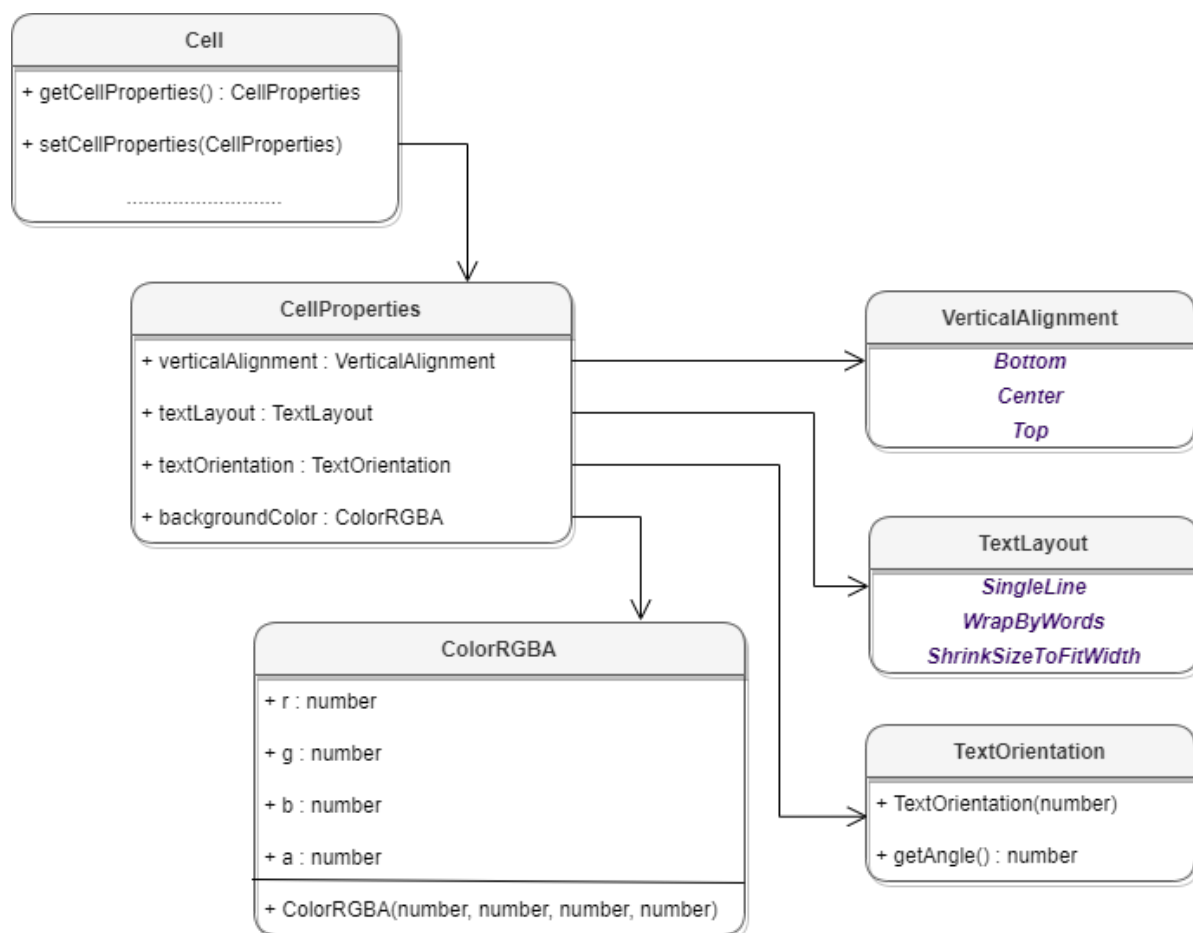 Cell
+ getCellProperties() : CellProperties
+ setCellProperties(CellProperties)
............................
CellProperties
+ verticalAlignment : VerticalAlignment
+ textLayout : TextLayout
+ textOrientation : TextOrientation
+ backgroundColor : ColorRGBA
VerticalAlignment
Bottom
Center
Top
TextLayout
SingleLine
WrapByWords
ShrinkSizeToFitWidth
ColorRGBA
+ r : number
+ g : number
+ b : number
+ a : number
+ ColorRGBA(number, number, number, number)
TextOrientation
+ TextOrientation(number)
+ getAngle() : number